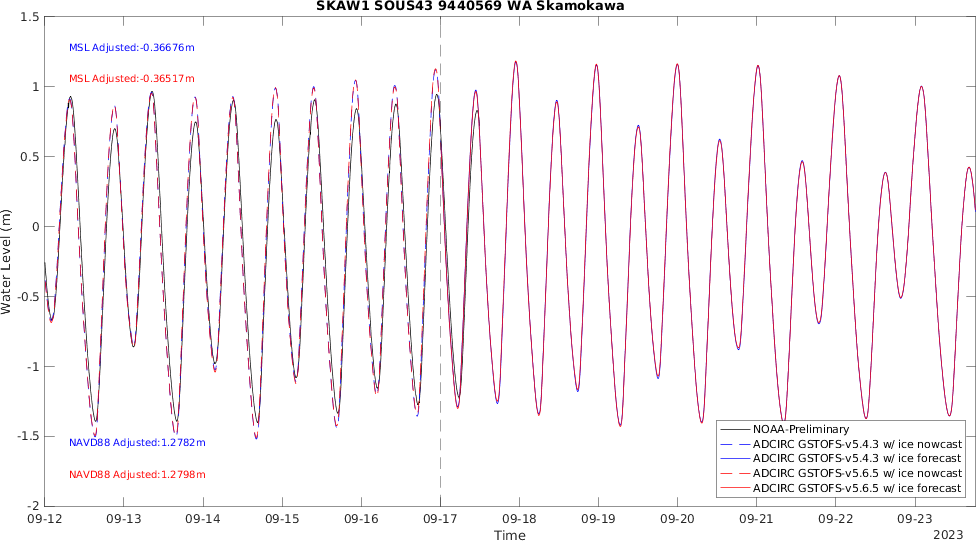 SKAW1 SOUS43 9440569 WA Skamokawa
1.5
1
0.5
0
-0.5
-1
-1.5
-2
Water Level (m)
MSL Adjusted:-0.36676m
MSL Adjusted:-0.36517m
NAVD88 Adjusted:1.2782m
NAVD88 Adjusted:1.2798m
NOAA-Preliminary
ADCIRC GSTOFS-v5.4.3 w/ ice nowcast
ADCIRC GSTOFS-v5.4.3 w/ ice forecast
ADCIRC GSTOFS-v5.6.5 w/ ice nowcast
ADCIRC GSTOFS-v5.6.5 w/ ice forecast
09-12 09-13 09-14 09-15 09-16 09-17 09-18 09-19 09-20 09-21 09-22 09-23
Time
2023